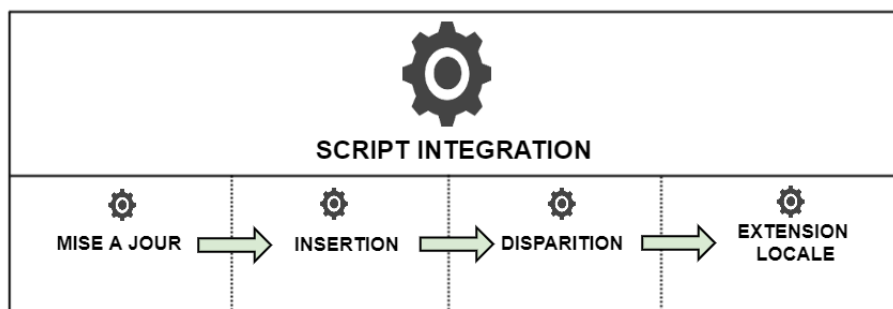 SCRIPT INTEGRATION
MISE A JOUR
INSERTION
DISPARITION
EXTENSION
LOCALE